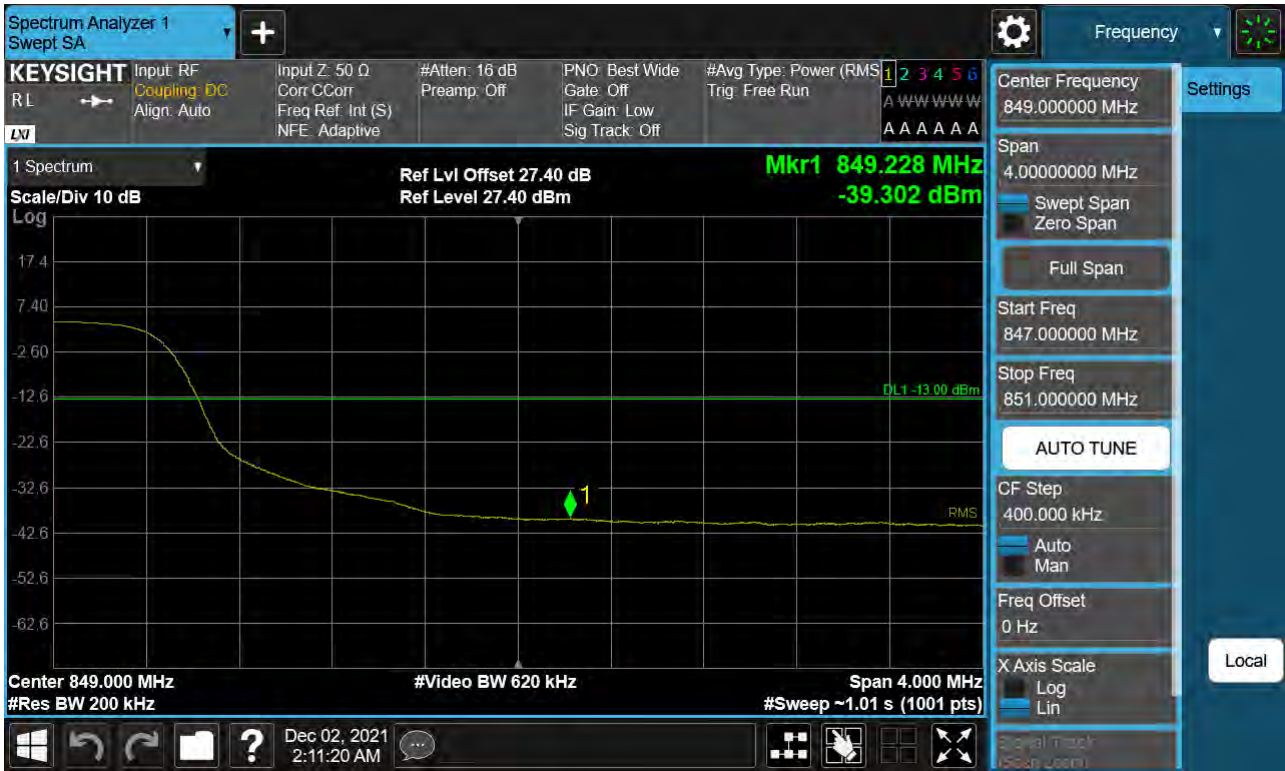 Spectrum Analyzer 1
Swept SA
+
Frequency
KEYSIGHT
RL
LXI
Input: RF
Coupling: DC
Align: Auto
Input Z: 50 Ω
Corr CCorr
Freq Ref: Int (S)
NFE: Adaptive
#Atten: 16 dB
Preamp: Off
PNO: Best Wide
Gate: Off
IF Gain: Low
Sig Track: Off
#Avg Type: Power (RMS
Trig: Free Run
1 2 3 4 5 6
A W W W W W
A A A A A A
1 Spectrum
Scale/Div 10 dB
Log
Ref Lvl Offset 27.40 dB
Ref Level 27.40 dBm
Mkr1 849.228 MHz
-39.302 dBm
17.4
7.40
-2.60
-12.6
-22.6
-32.6
-42.6
-52.6
-62.6
DL1 -13.00 dBm
1
RMS
Center 849.000 MHz
#Res BW 200 kHz
#Video BW 620 kHz
Span 4.000 MHz
#Sweep ~1.01 s (1001 pts)
Center Frequency
849.000000 MHz
Settings
Span
4.00000000 MHz
Swept Span
Zero Span
Full Span
Start Freq
847.000000 MHz
Stop Freq
851.000000 MHz
AUTO TUNE
CF Step
400.000 kHz
Auto
Man
Freq Offset
0 Hz
X Axis Scale
Log
Lin
Signal Track
(Span Zoom)
Local
?
Dec 02, 2021
2:11:20 AM